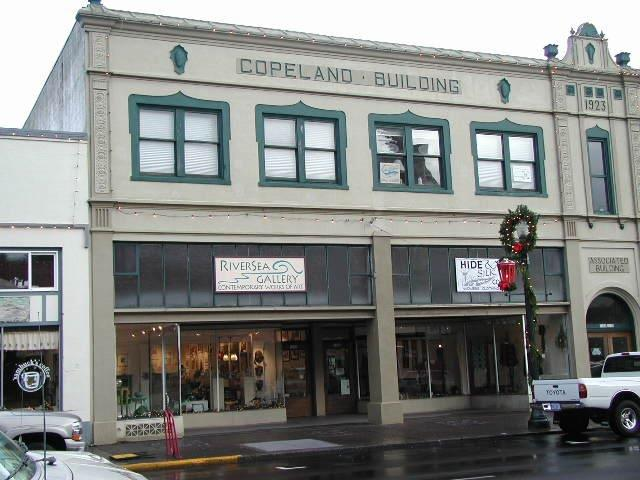 COPELAND · BUILDING
1923
RIVERSEA
GALLERY
CONTEMPORARY WORKS OF ART
HIDE &
SILK
ASSOCIATED
BUILDING
TOYOTA